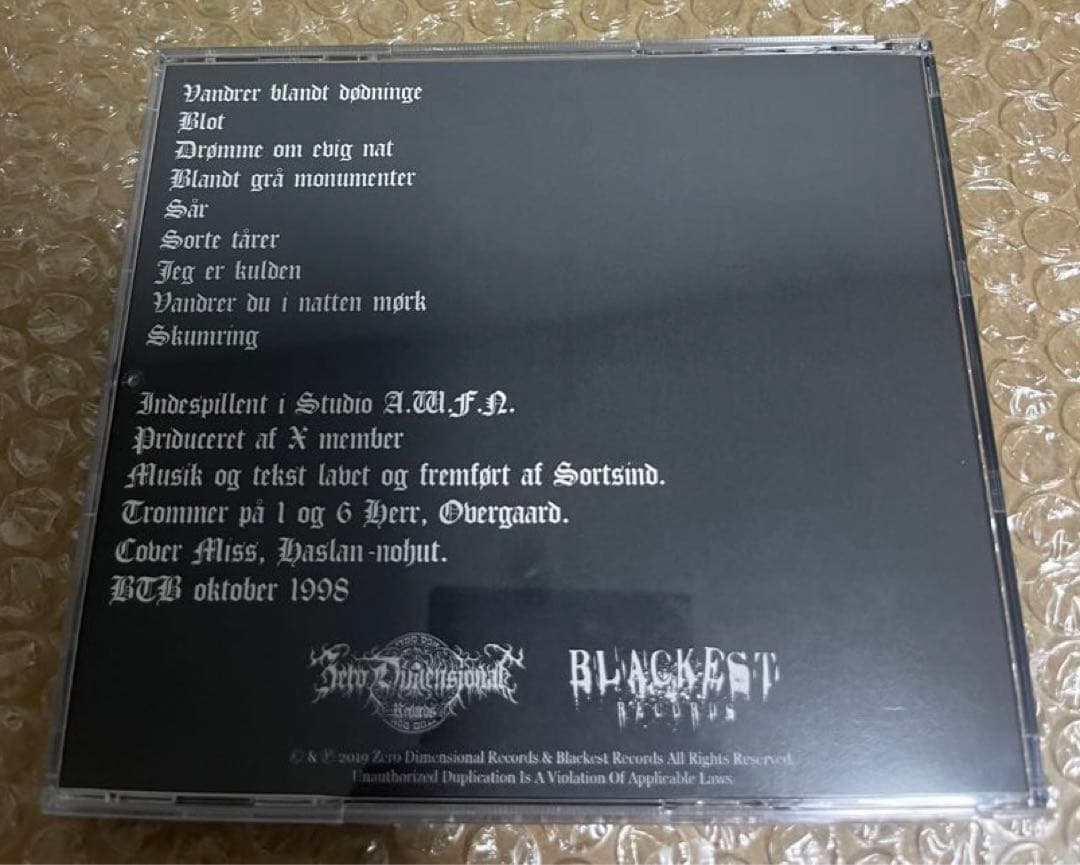 Vandrer blandt dødninge
Blot
Drømme om evig nat
Blandt grå monumenter
Sår
Sorte tårer
Jeg er kulden
Vandrer du i natten mørk
Skumring
Indespillent i Studio A.W.F.N.
Priduceret af X member
Musik og tekst lavet og fremført af Sortsind.
Trommer på 1 og 6 Herr, Overgaard.
Cover Miss, Haslan-nohut.
BTB oktober 1998
Zero Dimensional
Records
BLACKEST
RECORDS
© & ℗ 2019 Zero Dimensional Records & Blackest Records All Rights Reserved.
Unauthorized Duplication Is A Violation Of Applicable Laws.